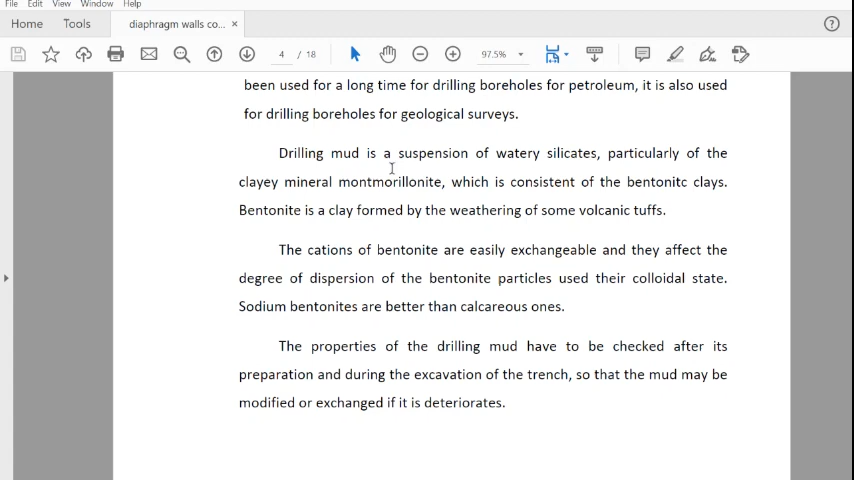 File Edit View Window Help
Home Tools diaphragm walls co... ×
4 / 18 97.5%
been used for a long time for drilling boreholes for petroleum, it is also used
for drilling boreholes for geological surveys.
Drilling mud is a suspension of watery silicates, particularly of the
clayey mineral montmorillonite, which is consistent of the bentonitc clays.
Bentonite is a clay formed by the weathering of some volcanic tuffs.
The cations of bentonite are easily exchangeable and they affect the
degree of dispersion of the bentonite particles used their colloidal state.
Sodium bentonites are better than calcareous ones.
The properties of the drilling mud have to be checked after its
preparation and during the excavation of the trench, so that the mud may be
modified or exchanged if it is deteriorates.